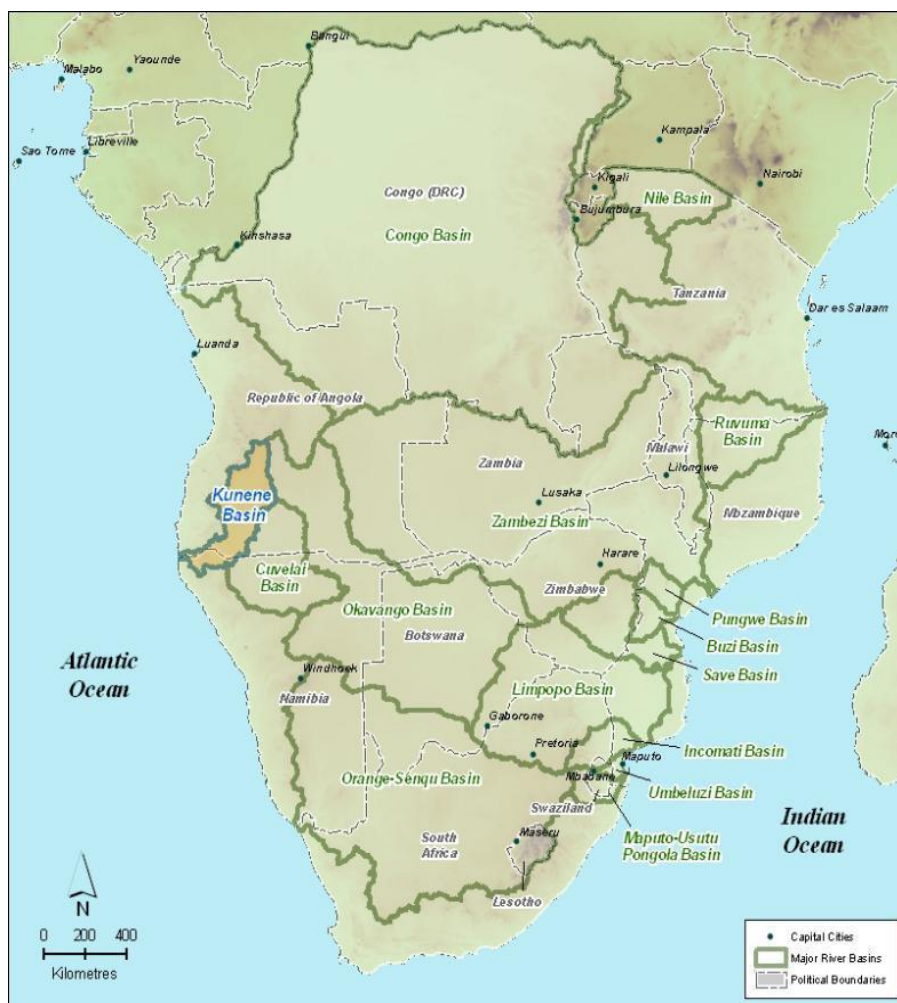 Bangui
Yaounde
Malabo
Libreville
Sao Tome
Kampala
Kigali
Nairobi
Nile Basin
Bujumbura
Congo (DRC)
Congo Basin
Kinshasa
Tanzania
Dar es Salaam
Luanda
Republic of Angola
Ruvuma
Basin
Malawi
Moro
Zambia
Lilongwe
Kunene
Basin
Lusaka
Mozambique
Zambezi Basin
Harare
Cuvelai
Basin
Zimbabwe
Okavango Basin
Pungwe Basin
Botswana
Buzi Basin
Atlantic
Ocean
Save Basin
Windhoek
Limpopo Basin
Namibia
Gaborone
Pretoria
Incomati Basin
Maputo
Orange-Senqu Basin
Mbabane
Umbeluzi Basin
Swaziland
Indian
Ocean
South
Africa
Maseru
Maputo-Usutu
Pongola Basin
Lesotho
N
0 200 400
Kilometres
Capital Cities
Major River Basins
Political Boundaries